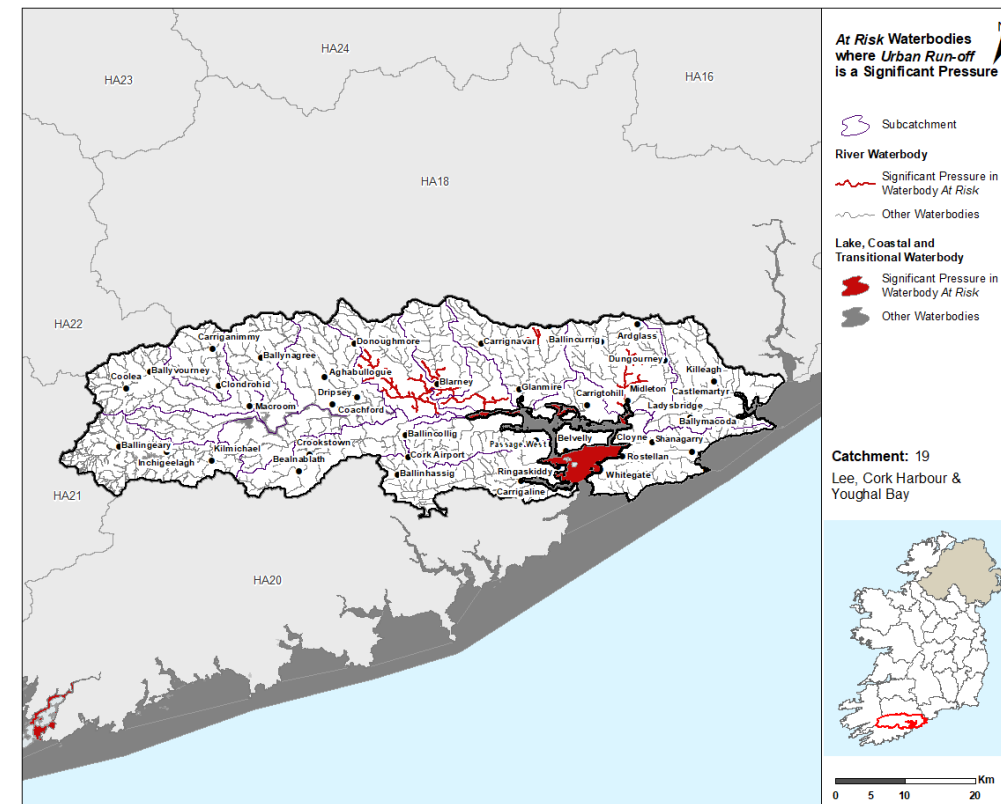 HA24
HA23
HA16
HA18
HA22
HA21
HA20
Carriganimmy
Donoughmore
Carrignavar
Ballincurrig
Ardglass
Ballynagree
Dungourney
Coolea
Ballyvourney
Aghabullogue
Killeagh
Clondrohid
Blarney
Glanmire
Midleton
Castlemartyr
Dripsey
Carrigtohill
Macroom
Coachford
Ladysbridge
Ballymacoda
Ballingeary
Kilmichael
Crookstown
Ballincollig
Passage West
Belvelly
Cloyne
Shanagarry
Inchigeelagh
Bealnablath
Cork Airport
Rostellan
Ballinhassig
Ringaskiddy
Whitegate
Carrigaline
At Risk Waterbodies
where Urban Run-off
is a Significant Pressure
N
Subcatchment
River Waterbody
Significant Pressure in
Waterbody At Risk
Other Waterbodies
Lake, Coastal and
Transitional Waterbody
Significant Pressure in
Waterbody At Risk
Other Waterbodies
Catchment: 19
Lee, Cork Harbour &
Youghal Bay
Km
0 5 10 20